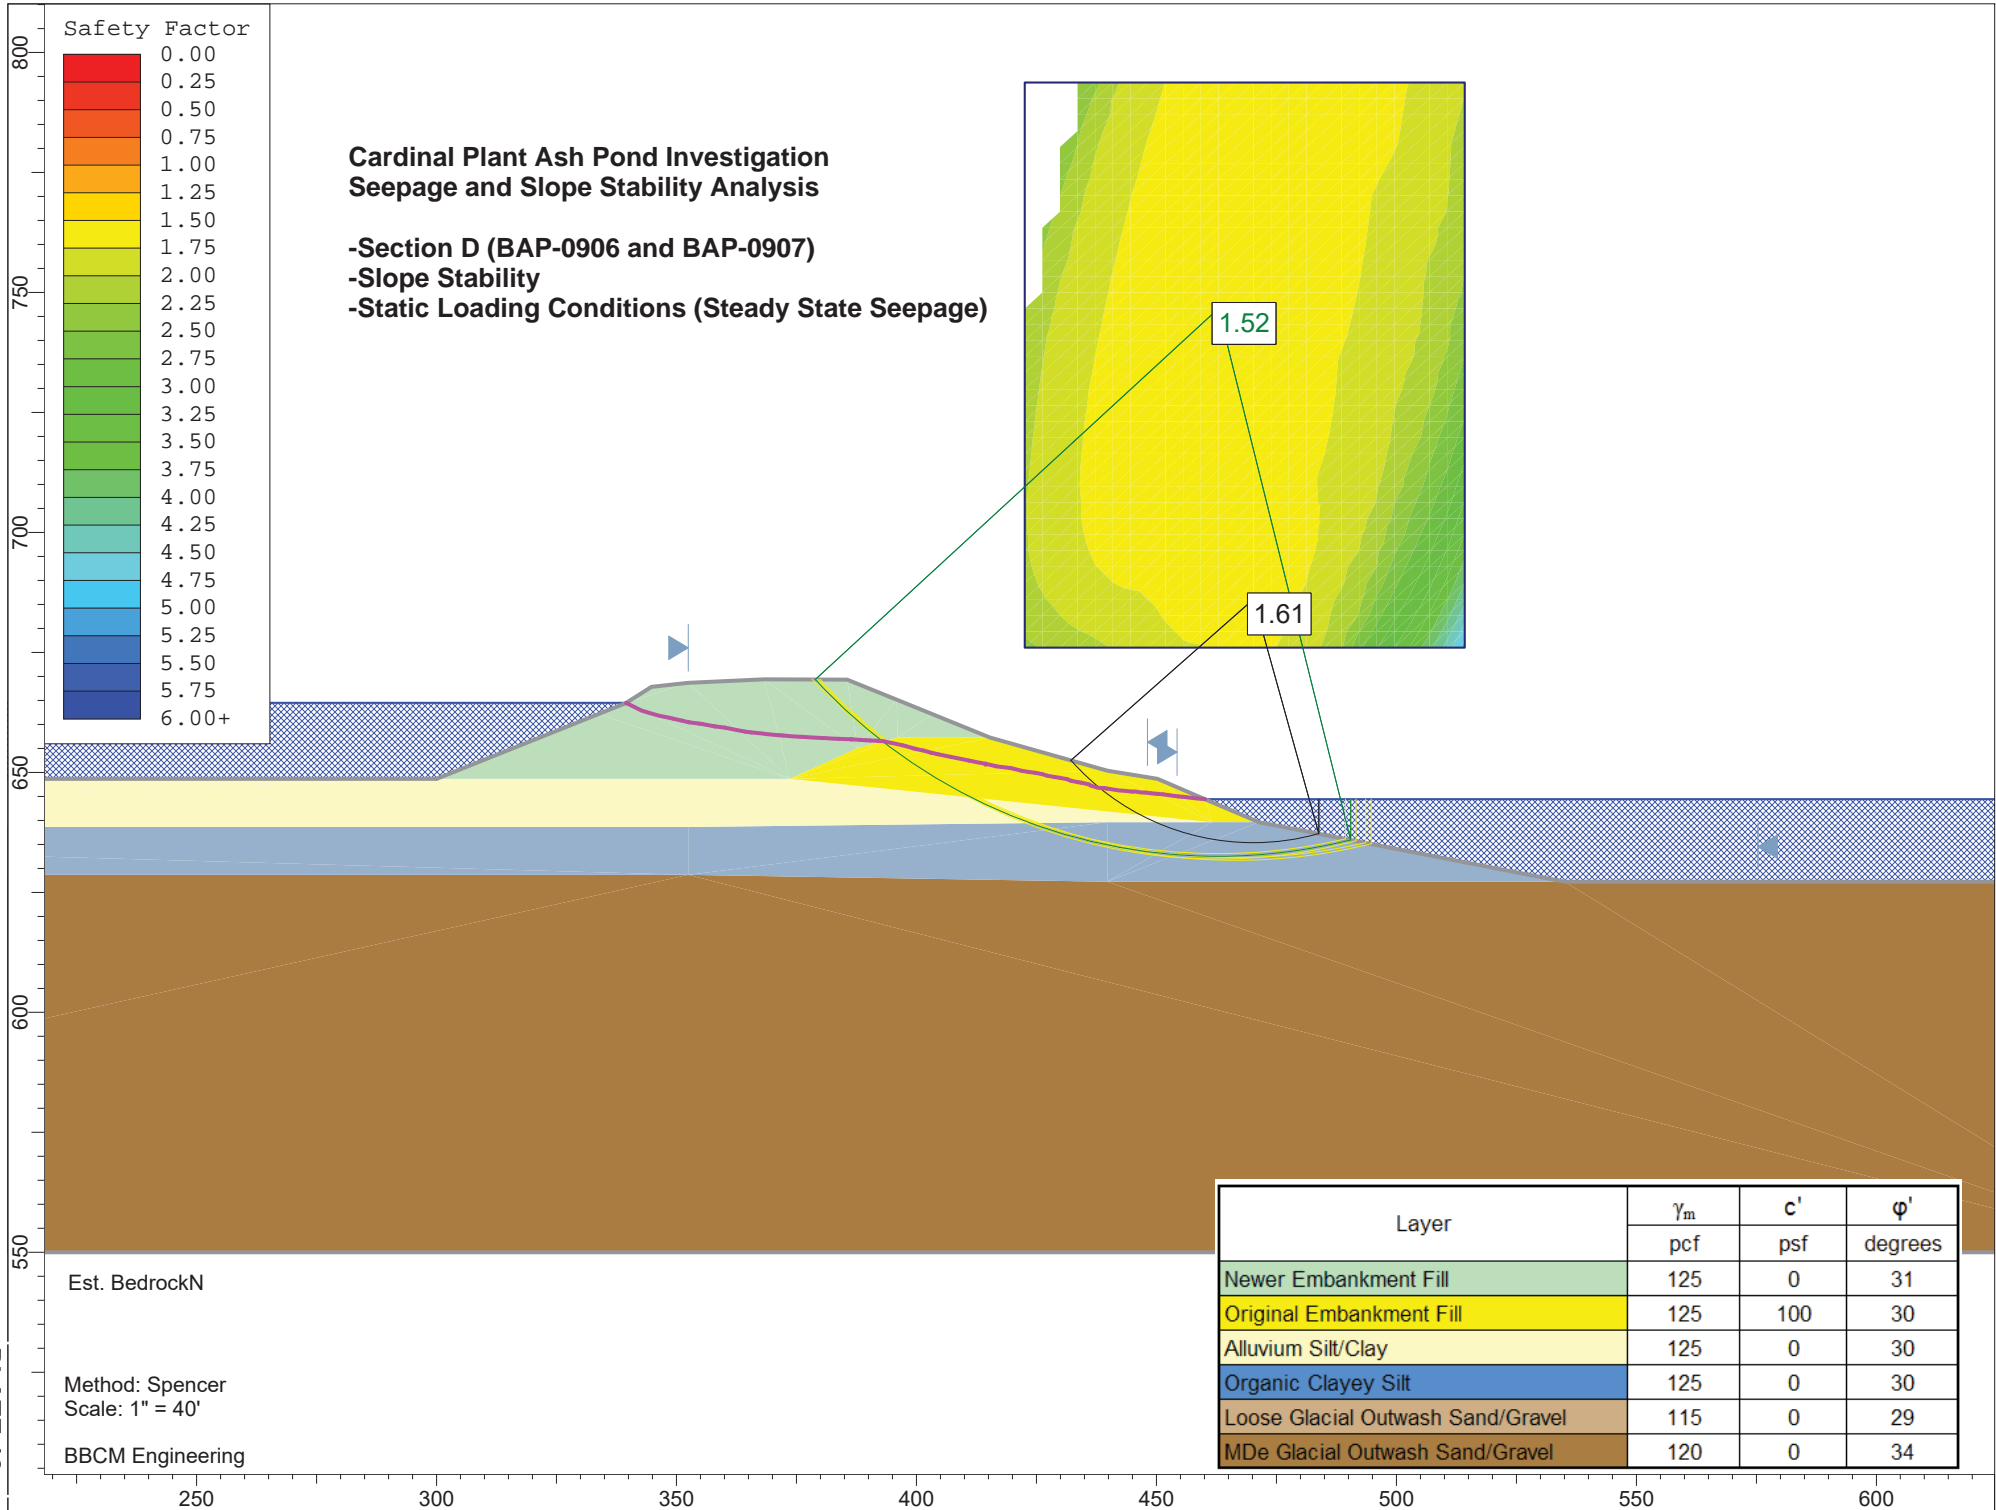 Safety Factor
0.00
0.25
0.50
0.75
1.00
1.25
1.50
1.75
2.00
2.25
2.50
2.75
3.00
3.25
3.50
3.75
4.00
4.25
4.50
4.75
5.00
5.25
5.50
5.75
6.00+
Cardinal Plant Ash Pond Investigation
Seepage and Slope Stability Analysis
-Section D (BAP-0906 and BAP-0907)
-Slope Stability
-Static Loading Conditions (Steady State Seepage)
1.52
1.61
800
750
700
650
600
550
Est. BedrockN
Method: Spencer
Scale: 1" = 40'
BBCM Engineering
Layer γm c' φ'
pcf psf degrees
Newer Embankment Fill 125 0 31
Original Embankment Fill 125 100 30
Alluvium Silt/Clay 125 0 30
Organic Clayey Silt 125 0 30
Loose Glacial Outwash Sand/Gravel 115 0 29
MDe Glacial Outwash Sand/Gravel 120 0 34
250 300 350 400 450 500 550 600